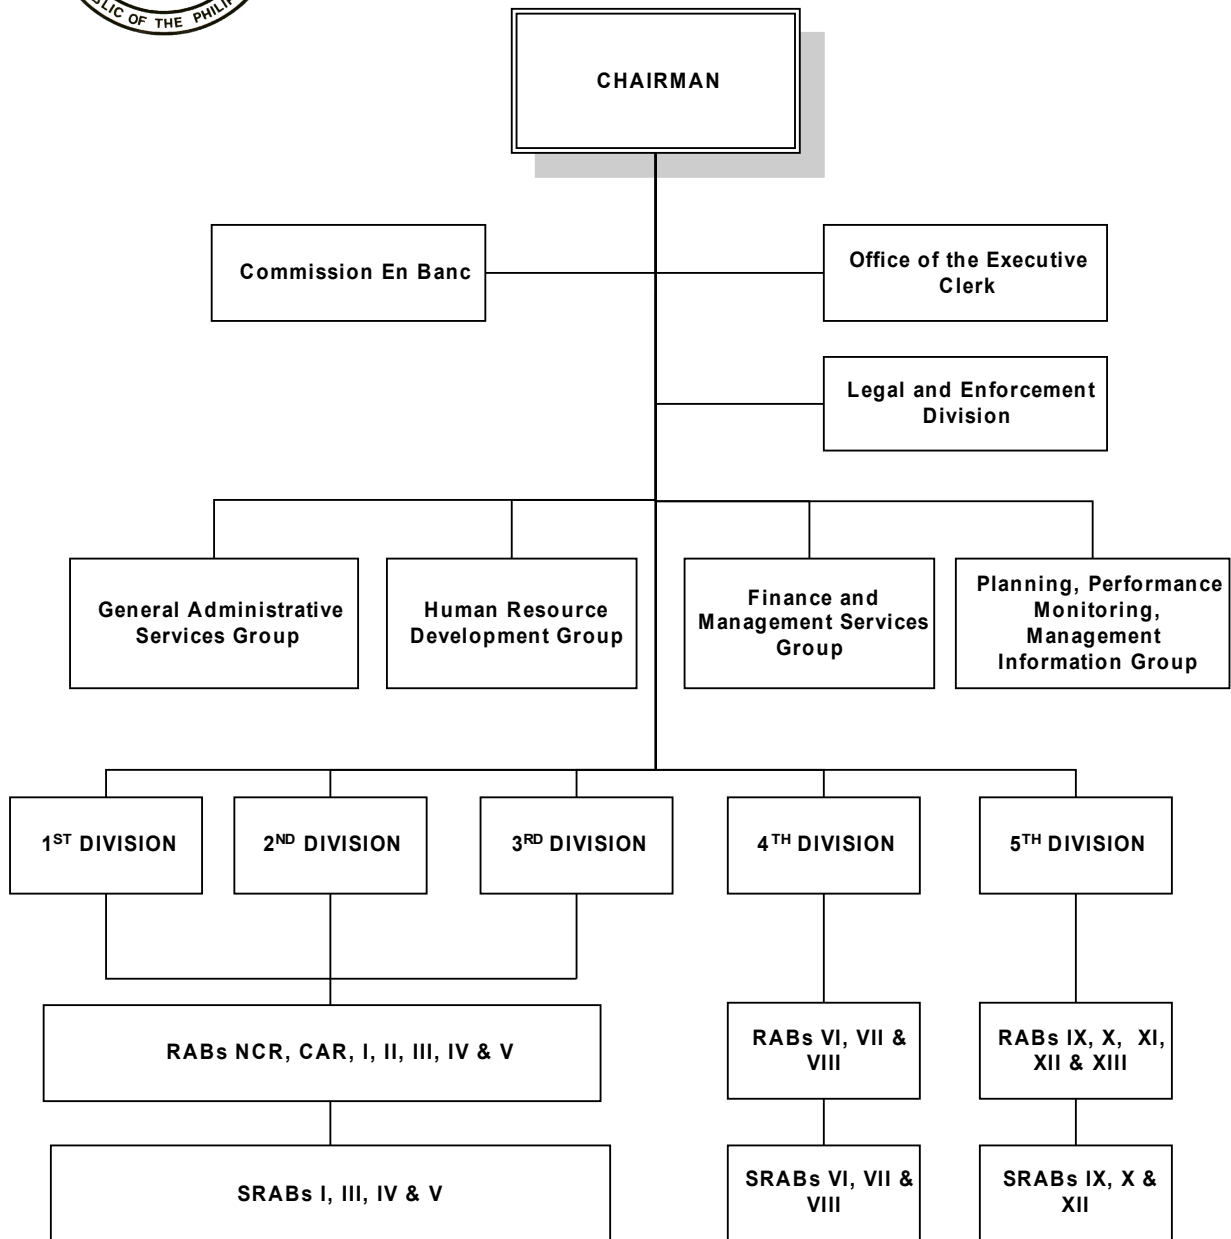 OF THE
CHAIRMAN
Commission En Banc
Office of the Executive
Clerk
Legal and Enforcement
Division
General Administrative
Services Group
Human Resource
Development Group
Finance and
Management Services
Group
Planning, Performance
Monitoring,
Management
Information Group
1ST DIVISION
2ND DIVISION
3RD DIVISION
4TH DIVISION
5TH DIVISION
RABs NCR, CAR, I, II, III, IV & V
RABs VI, VII &
VIII
RABs IX, X, XI,
XII & XIII
SRABs I, III, IV & V
SRABs VI, VII &
VIII
SRABs IX, X &
XII